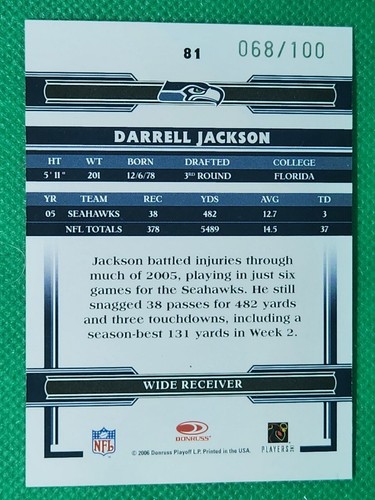 81 068/100
DARRELL JACKSON
HT WT BORN DRAFTED COLLEGE
5' 11" 201 12/6/78 3RD ROUND FLORIDA
YR TEAM REC YDS AVG TD
05 SEAHAWKS 38 482 12.7 3
NFL TOTALS 378 5489 14.5 37
Jackson battled injuries through
much of 2005, playing in just six
games for the Seahawks. He still
snagged 38 passes for 482 yards
and three touchdowns, including a
season-best 131 yards in Week 2.
WIDE RECEIVER
NFL
DONRUSS
PLAYERS
© 2006 Donruss Playoff L.P. Printed in the USA.